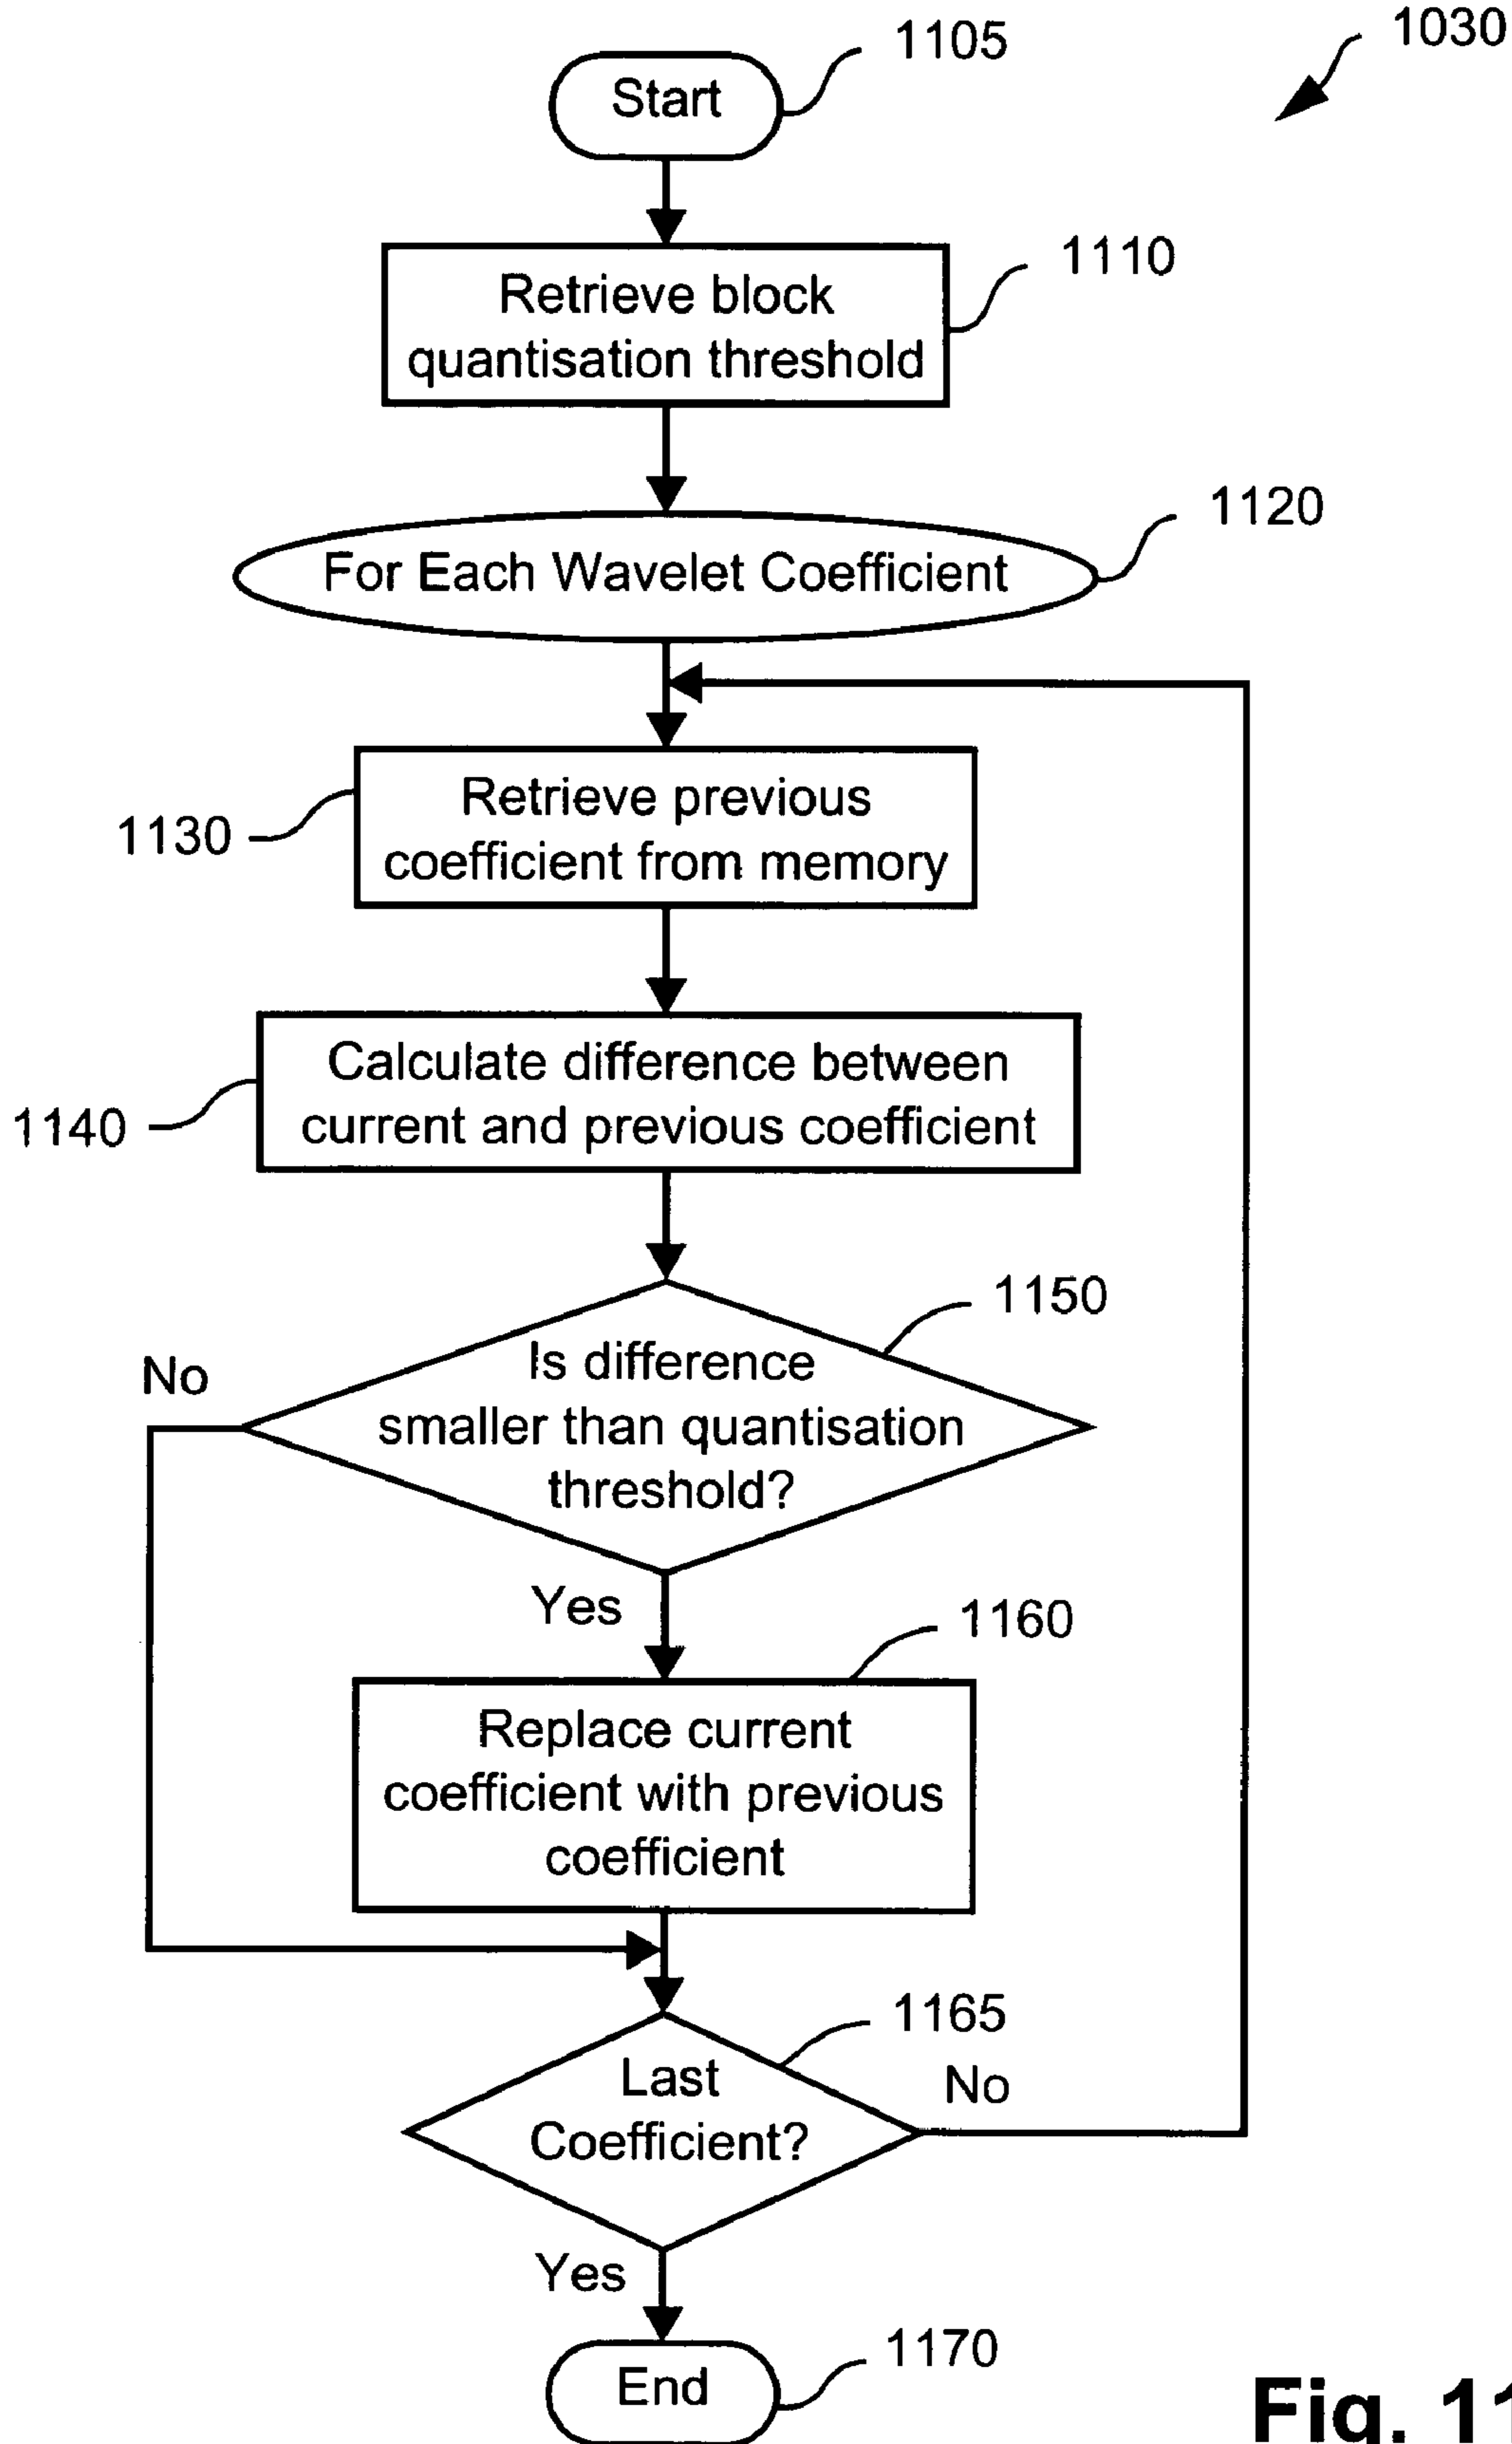 1030
1105
Start
1110
Retrieve block
quantisation threshold
1120
For Each Wavelet Coefficient
1130
Retrieve previous
coefficient from memory
1140
Calculate difference between
current and previous coefficient
1150
No
Is difference
smaller than quantisation
threshold?
Yes
1160
Replace current
coefficient with previous
coefficient
1165
Last
Coefficient?
No
Yes
1170
End
Fig. 11